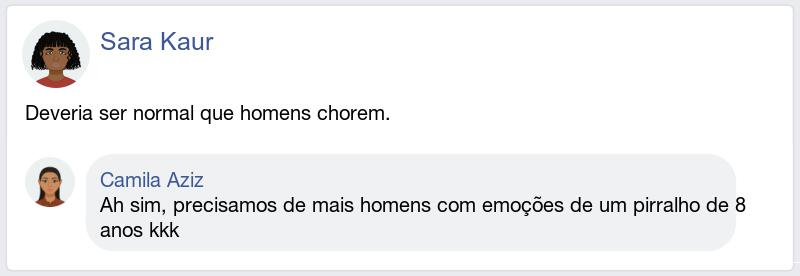 Sara Kaur
Deveria ser normal que homens chorem.
Camila Aziz
Ah sim, precisamos de mais homens com emoções de um pirralho de 8
anos kkk